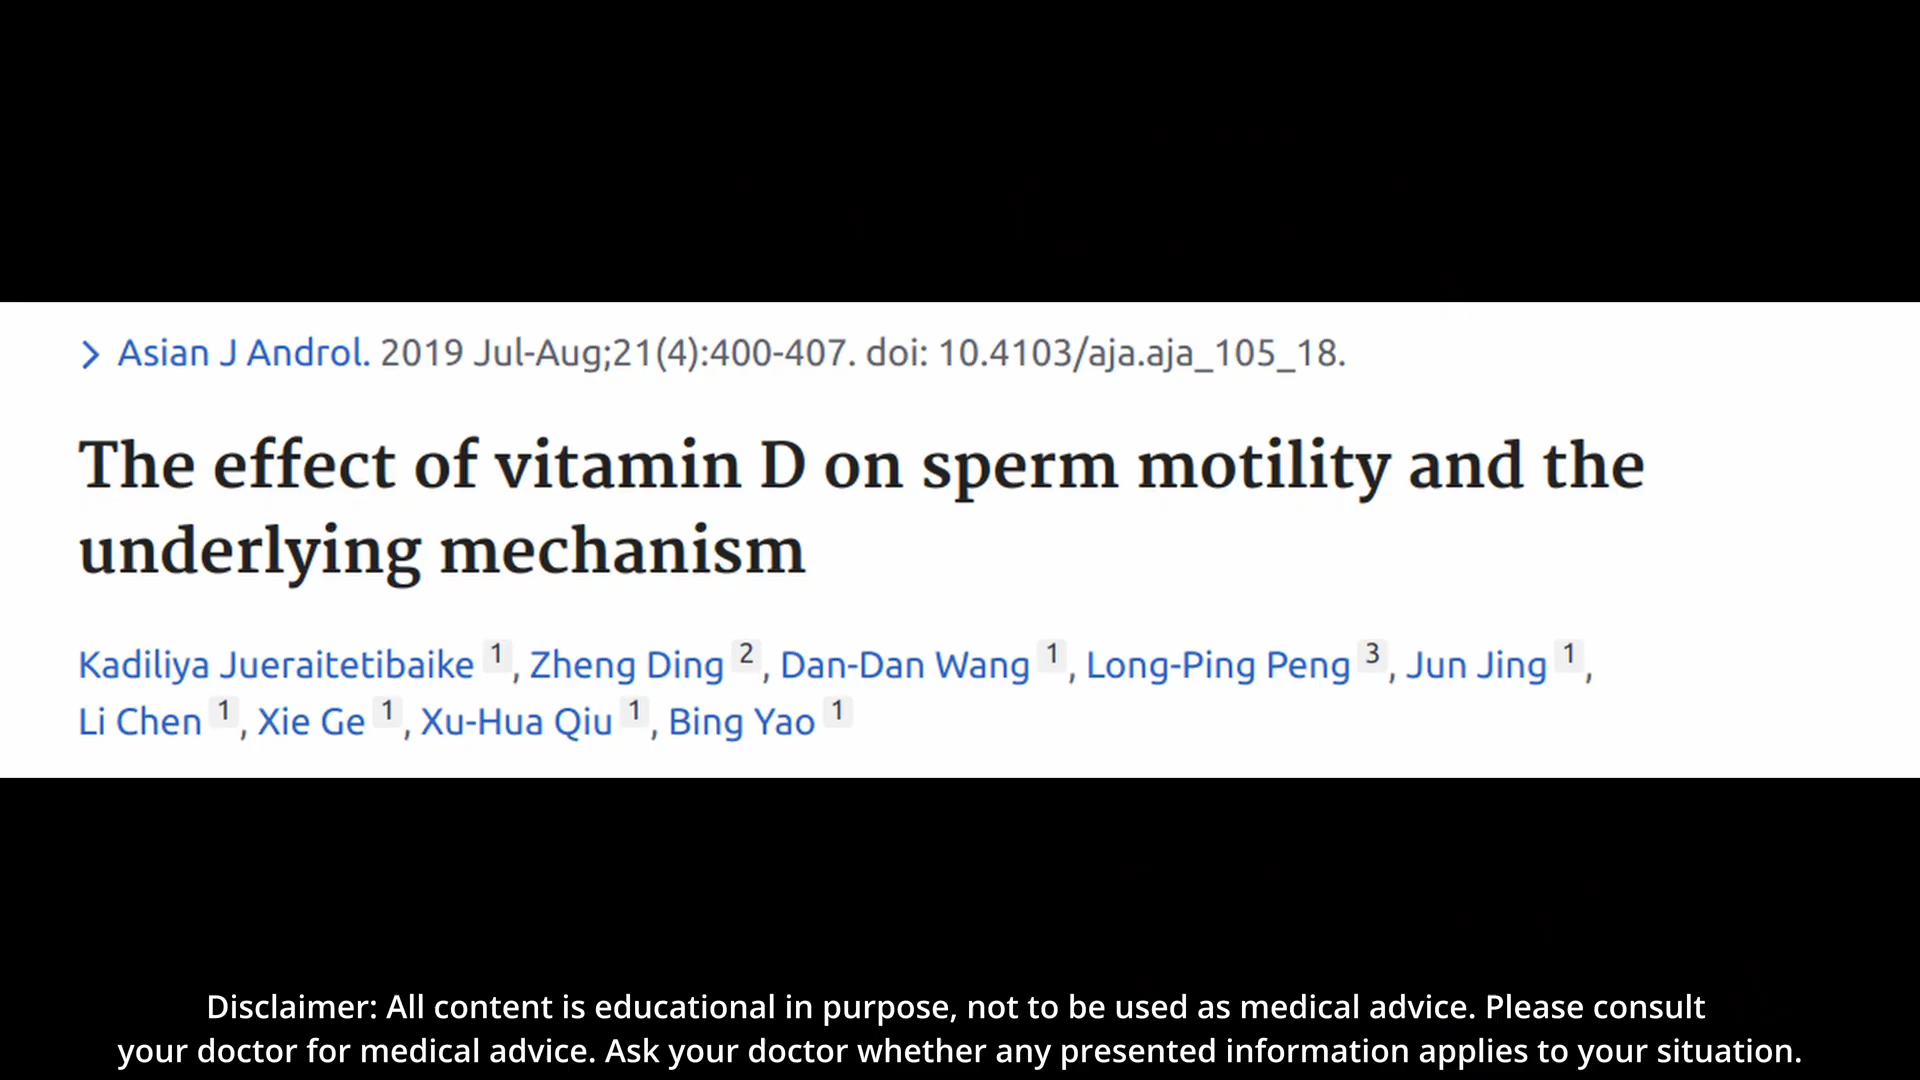 > Asian J Androl. 2019 Jul-Aug;21(4):400-407. doi: 10.4103/aja.aja_105_18.
The effect of vitamin D on sperm motility and the
underlying mechanism
Kadiliya Jueraitetibaike 1, Zheng Ding 2, Dan-Dan Wang 1, Long-Ping Peng 3, Jun Jing 1,
Li Chen 1, Xie Ge 1, Xu-Hua Qiu 1, Bing Yao 1
Disclaimer: All content is educational in purpose, not to be used as medical advice. Please consult
your doctor for medical advice. Ask your doctor whether any presented information applies to your situation.